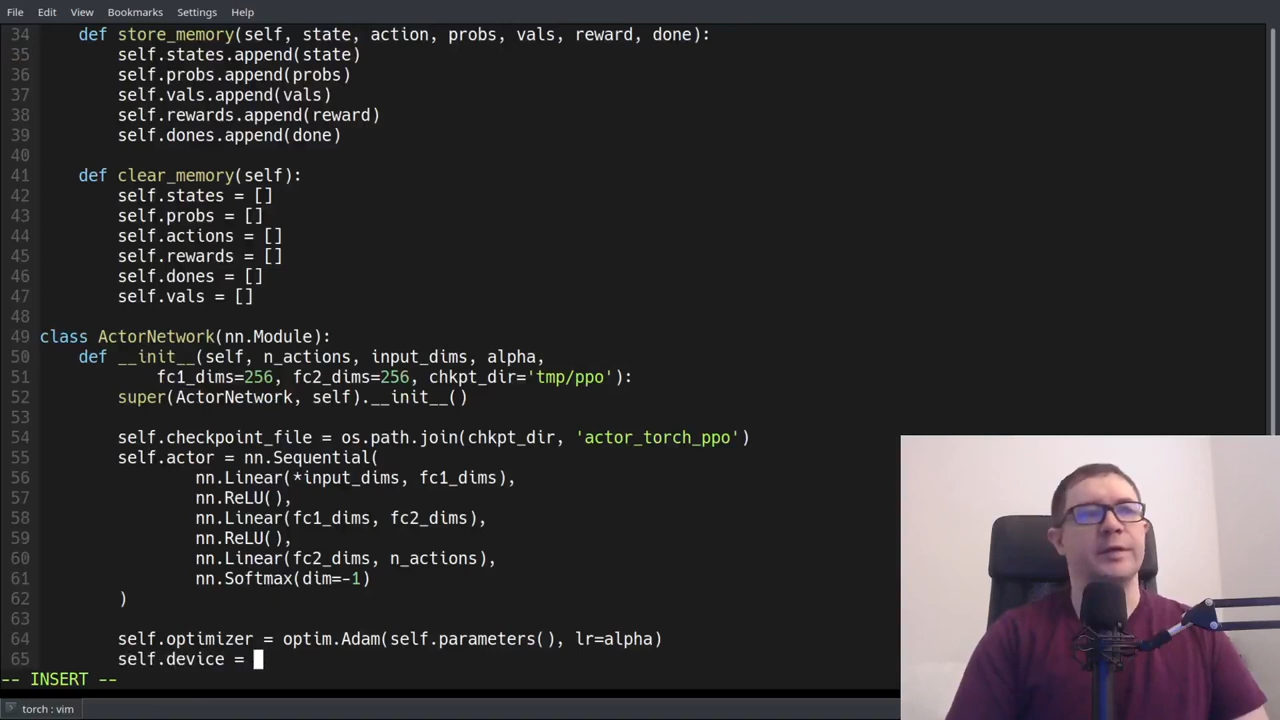 File Edit View Bookmarks Settings Help
34     def store_memory(self, state, action, probs, vals, reward, done):
35         self.states.append(state)
36         self.probs.append(probs)
37         self.vals.append(vals)
38         self.rewards.append(reward)
39         self.dones.append(done)
40
41     def clear_memory(self):
42         self.states = []
43         self.probs = []
44         self.actions = []
45         self.rewards = []
46         self.dones = []
47         self.vals = []
48
49 class ActorNetwork(nn.Module):
50     def __init__(self, n_actions, input_dims, alpha,
51             fc1_dims=256, fc2_dims=256, chkpt_dir='tmp/ppo'):
52         super(ActorNetwork, self).__init__()
53
54         self.checkpoint_file = os.path.join(chkpt_dir, 'actor_torch_ppo')
55         self.actor = nn.Sequential(
56                 nn.Linear(*input_dims, fc1_dims),
57                 nn.ReLU(),
58                 nn.Linear(fc1_dims, fc2_dims),
59                 nn.ReLU(),
60                 nn.Linear(fc2_dims, n_actions),
61                 nn.Softmax(dim=-1)
62         )
63
64         self.optimizer = optim.Adam(self.parameters(), lr=alpha)
65         self.device =
-- INSERT --
torch : vim